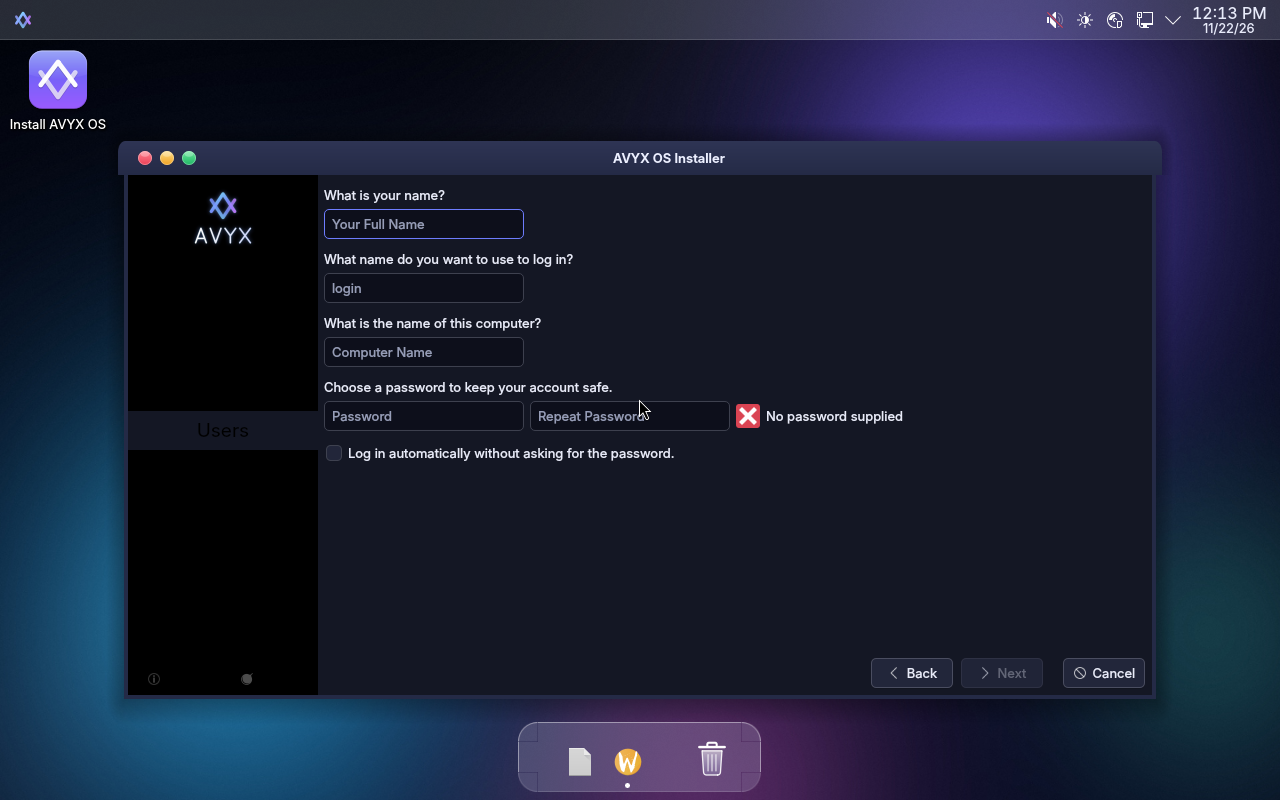 12:13 PM
11/22/26
Install AVYX OS
AVYX OS Installer
AVYX
Users
What is your name?
Your Full Name
What name do you want to use to log in?
login
What is the name of this computer?
Computer Name
Choose a password to keep your account safe.
Password
Repeat Password
No password supplied
Log in automatically without asking for the password.
Back
Next
Cancel
W